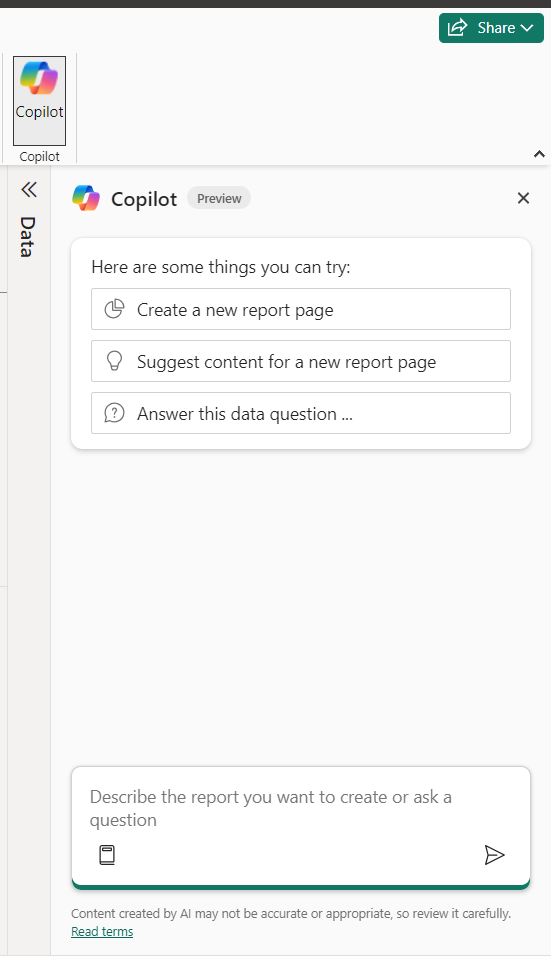 Share
Copilot
Copilot
Data
Copilot Preview
Here are some things you can try:
Create a new report page
Suggest content for a new report page
Answer this data question ...
Describe the report you want to create or ask a
question
Content created by AI may not be accurate or appropriate, so review it carefully.
Read terms